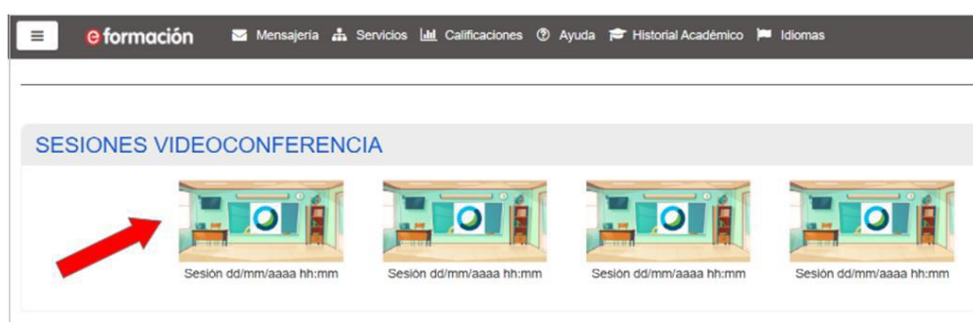 eformación Mensajería Servicios Calificaciones Ayuda Historial Académico Idiomas
SESIONES VIDEOCONFERENCIA
Sesión dd/mm/aaaa hh:mm Sesión dd/mm/aaaa hh:mm Sesión dd/mm/aaaa hh:mm Sesión dd/mm/aaaa hh:mm